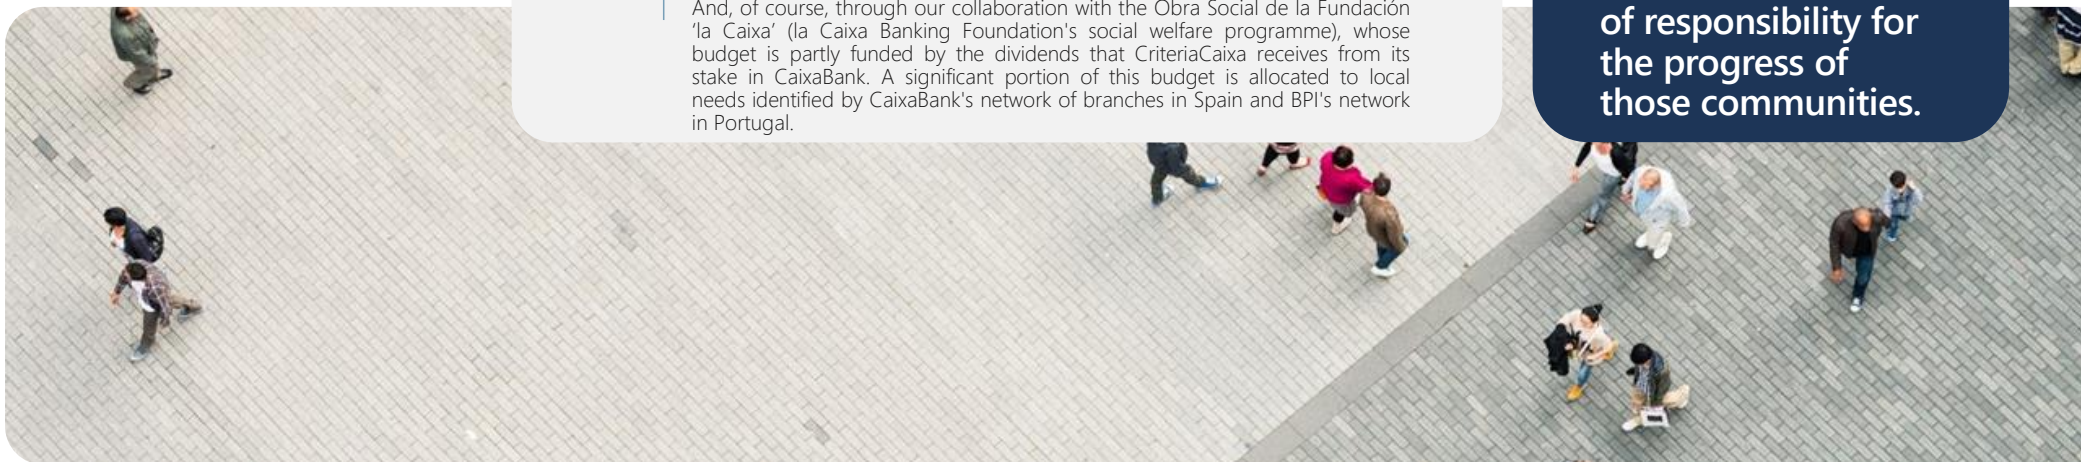 And, of course, through our collaboration with the Obra Social de la Fundación
‘la Caixa’ (la Caixa Banking Foundation's social welfare programme), whose
budget is partly funded by the dividends that CriteriaCaixa receives from its
stake in CaixaBank. A significant portion of this budget is allocated to local
needs identified by CaixaBank's network of branches in Spain and BPI's network
in Portugal.
of responsibility for
the progress of
those communities.